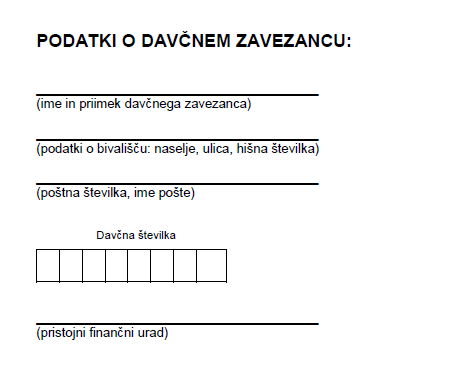 PODATKI O DAVČNEM ZAVEZANCU:
(ime in priimek davčnega zavezanca)
(podatki o bivališču: naselje, ulica, hišna številka)
(poštna številka, ime pošte)
Davčna številka
(pristojni finančni urad)